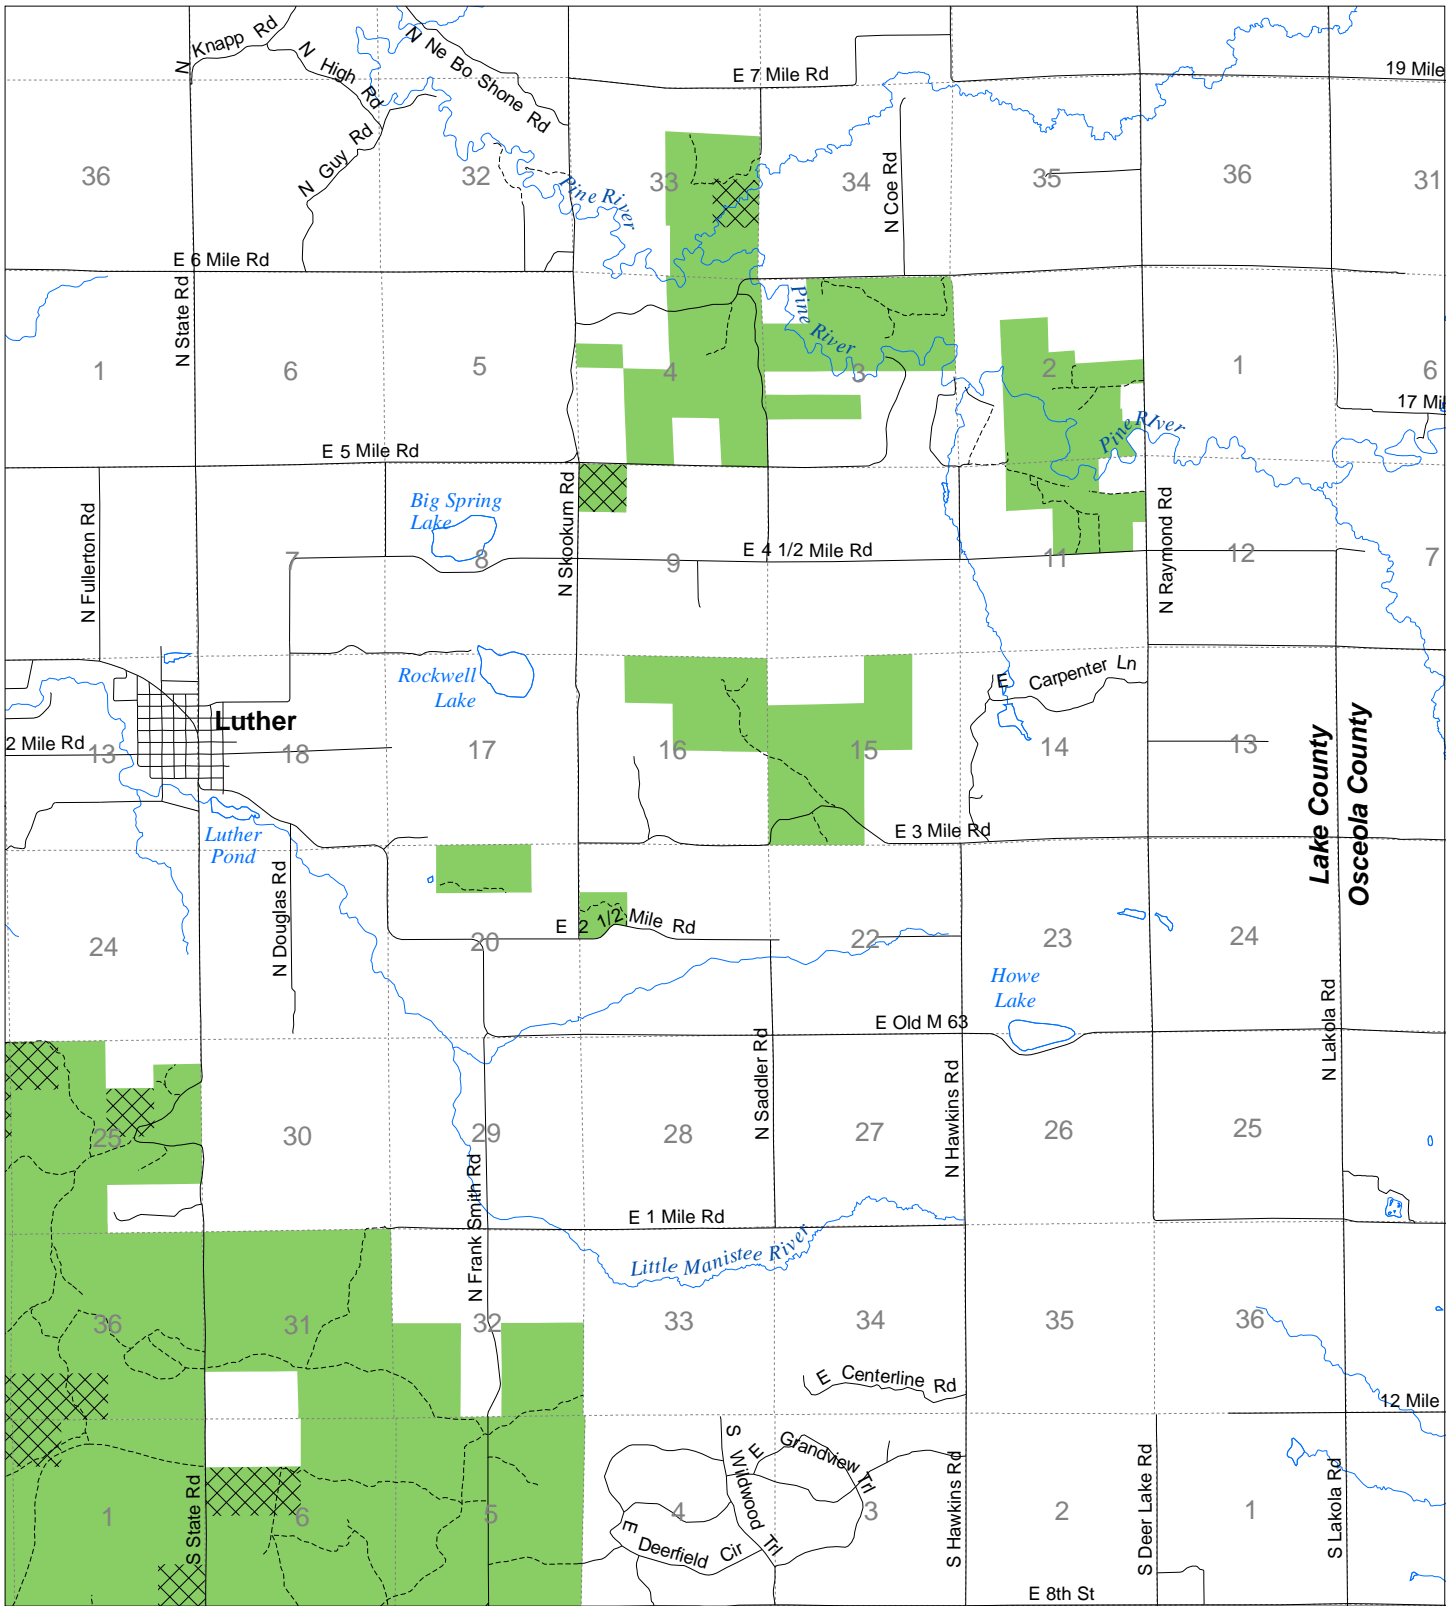 N Knapp Rd
N High Rd
N Ne Bo Shone Rd
E 7 Mile Rd
19 Mile
N Guy Rd
36
32
Pine River
33
34
N Coe Rd
35
36
31
E 6 Mile Rd
N State Rd
Pine River
1
6
5
4
3
2
1
6
17 Mil
Pine RIver
E 5 Mile Rd
N Fullerton Rd
Big Spring
Lake
N Skookum Rd
N Raymond Rd
7
8
9
E 4 1/2 Mile Rd
11
12
7
Rockwell
Lake
E Carpenter Ln
Luther
2 Mile Rd
13
18
17
16
15
14
13
Lake County
Osceola County
Luther
Pond
E 3 Mile Rd
N Douglas Rd
E 2 1/2 Mile Rd
24
20
22
23
24
Howe
Lake
E Old M 63
N Lakola Rd
N Saddler Rd
N Hawkins Rd
25
30
29
28
27
26
25
N Frank Smith Rd
E 1 Mile Rd
Little Manistee River
36
31
32
33
34
35
36
E Centerline Rd
12 Mile
S Wildwood Trl
E Grandview Trl
S State Rd
S Hawkins Rd
S Deer Lake Rd
S Lakola Rd
1
6
5
4
3
2
1
E Deerfield Cir
E 8th St